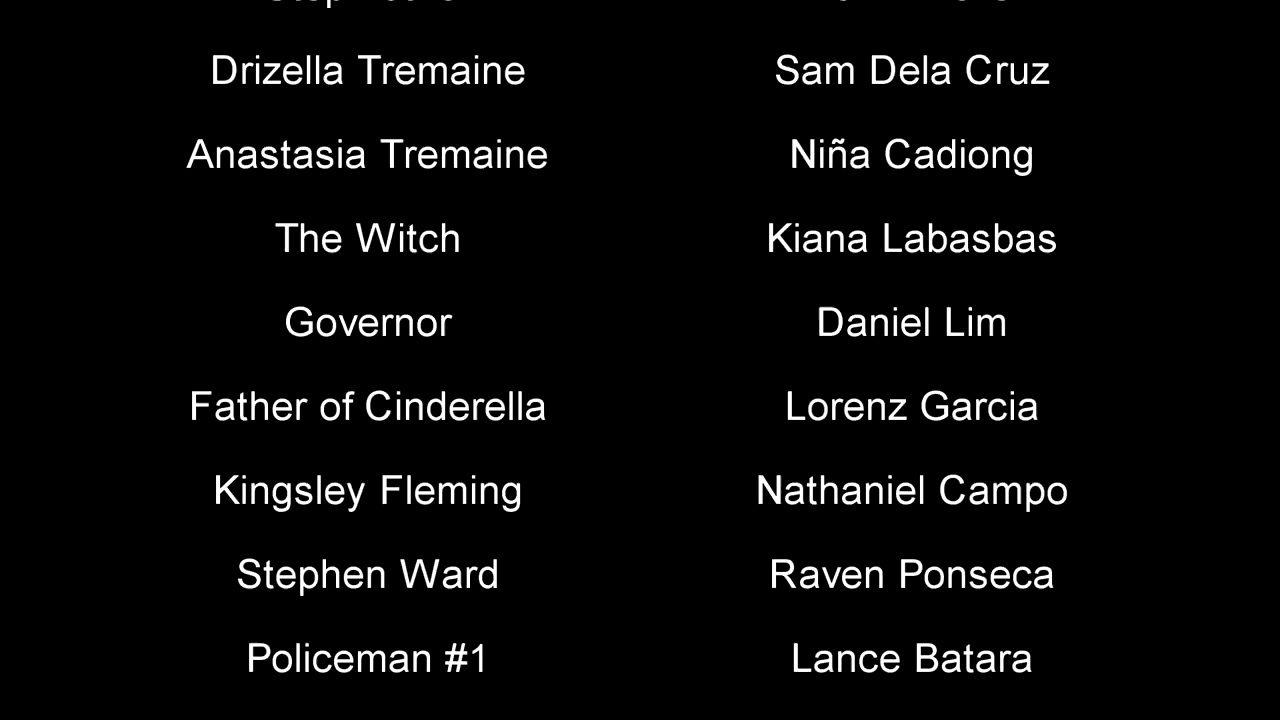 Drizella Tremaine Sam Dela Cruz
Anastasia Tremaine Niña Cadiong
The Witch Kiana Labasbas
Governor Daniel Lim
Father of Cinderella Lorenz Garcia
Kingsley Fleming Nathaniel Campo
Stephen Ward Raven Ponseca
Policeman #1 Lance Batara